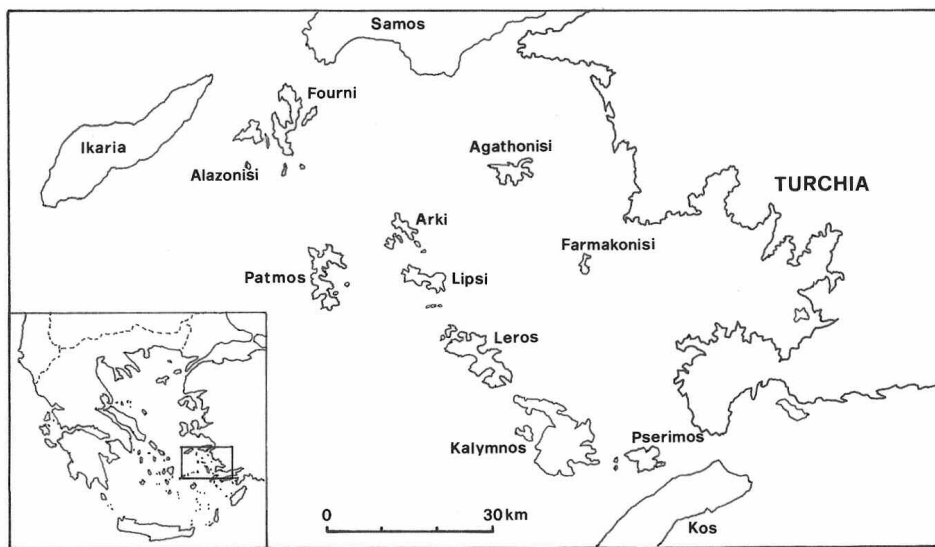 Samos
Fourni
Ikaria
Agathonisi
Alazonisi
TURCHIA
Arki
Farmakonisi
Patmos
Lipsi
Leros
Kalymnos
Pserimos
0 30 km
Kos